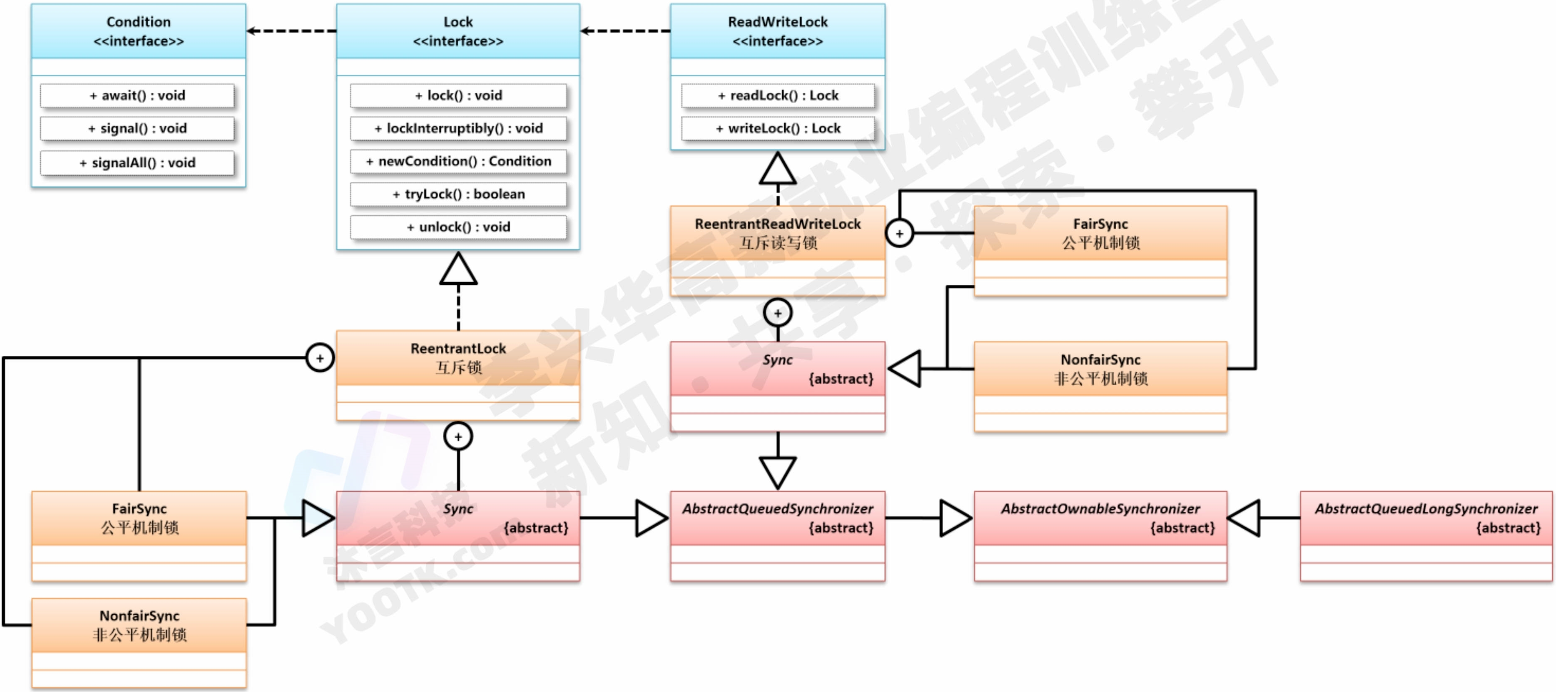 Condition
<<interface>>
+ await() : void
+ signal() : void
+ signalAll() : void
Lock
<<interface>>
+ lock() : void
+ lockInterruptibly() : void
+ newCondition() : Condition
+ tryLock() : boolean
+ unlock() : void
ReadWriteLock
<<interface>>
+ readLock() : Lock
+ writeLock() : Lock
ReentrantReadWriteLock
互斥读写锁
+
FairSync
公平机制锁
+
Sync
{abstract}
NonfairSync
非公平机制锁
+
ReentrantLock
互斥锁
+
FairSync
公平机制锁
Sync
{abstract}
AbstractQueuedSynchronizer
{abstract}
AbstractOwnableSynchronizer
{abstract}
AbstractQueuedLongSynchronizer
{abstract}
NonfairSync
非公平机制锁
李兴华高薪就业编程训练营
新知·共享·探索·攀升
沐言科技
YOOTK.com